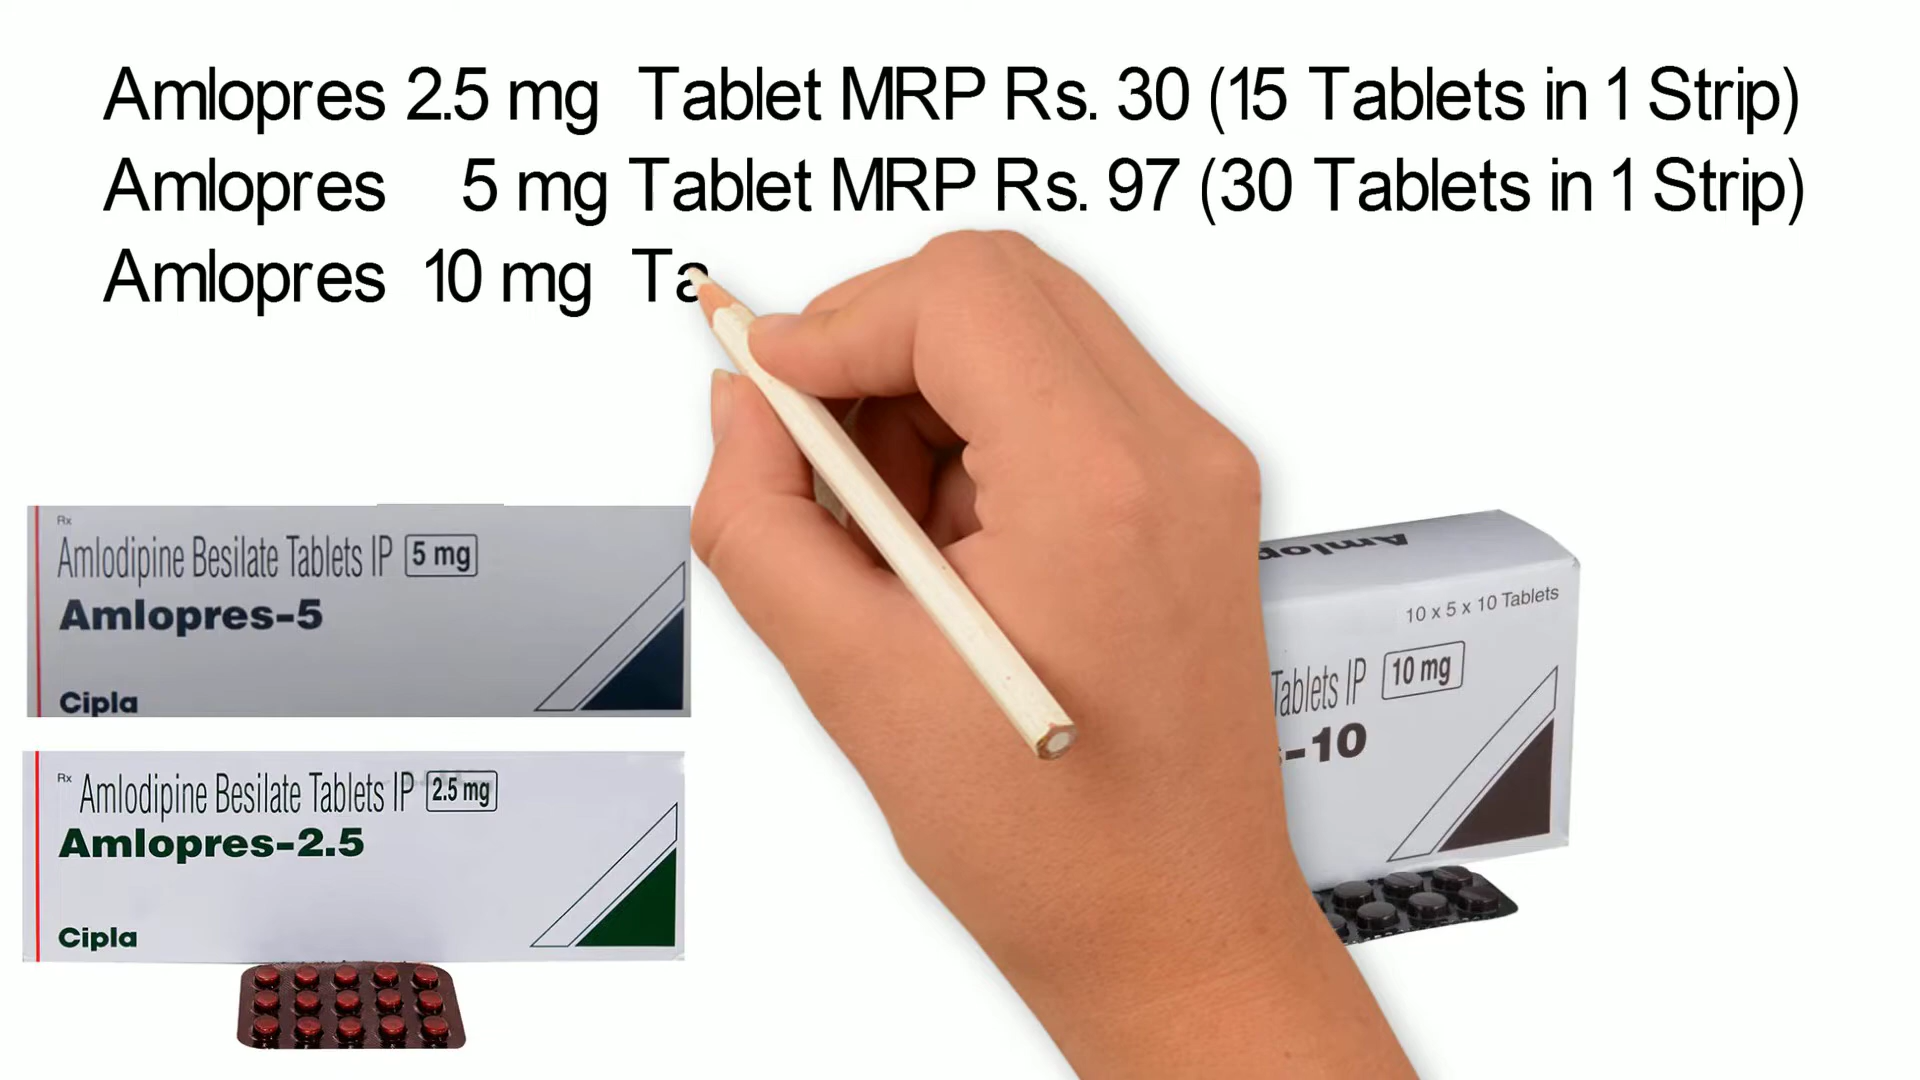 Amlopres 2.5 mg Tablet MRP Rs. 30 (15 Tablets in 1 Strip)
Amlopres 5 mg Tablet MRP Rs. 97 (30 Tablets in 1 Strip)
Amlopres 10 mg Ta
Rx
Amlodipine Besilate Tablets IP 5 mg
Amlopres-5
Cipla
Rx
Amlodipine Besilate Tablets IP 2.5 mg
Amlopres-2.5
Cipla
10 x 5 x 10 Tablets
Tablets IP 10 mg
-10